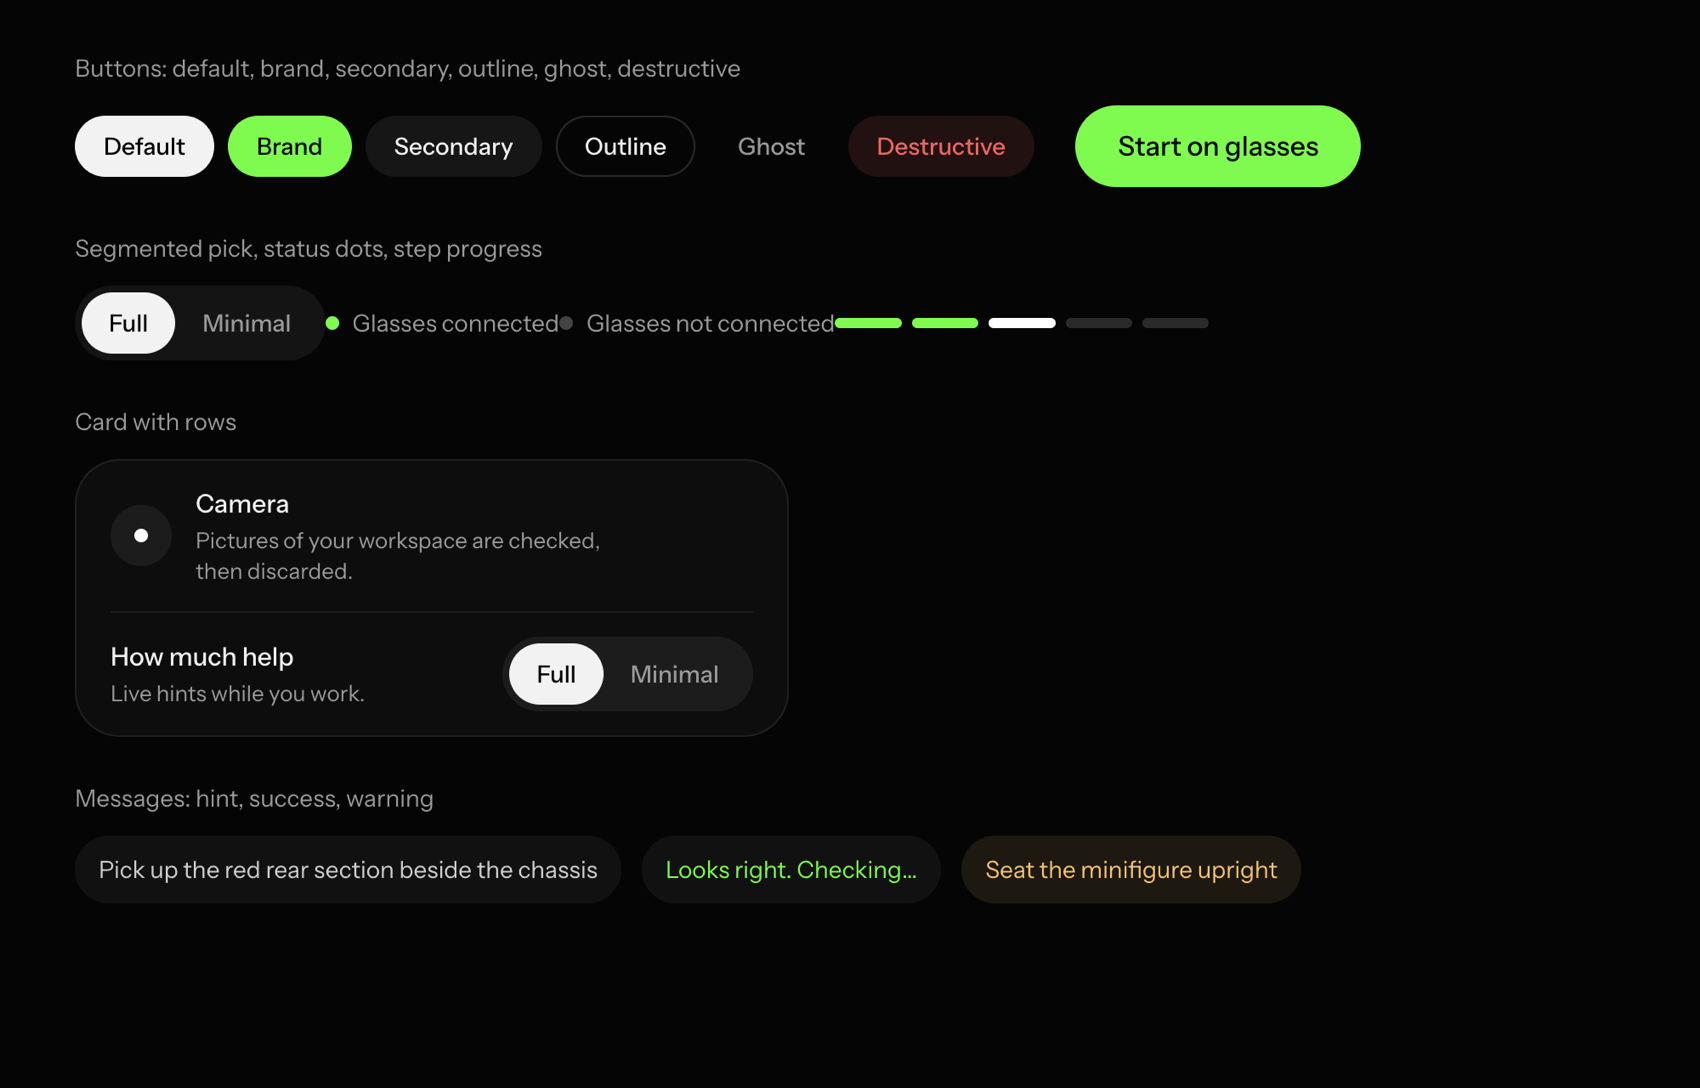 Buttons: default, brand, secondary, outline, ghost, destructive
Default Brand Secondary Outline Ghost Destructive Start on glasses
Segmented pick, status dots, step progress
Full Minimal Glasses connected Glasses not connected
Card with rows
Camera
Pictures of your workspace are checked,
then discarded.
How much help
Live hints while you work.
Full Minimal
Messages: hint, success, warning
Pick up the red rear section beside the chassis Looks right. Checking... Seat the minifigure upright